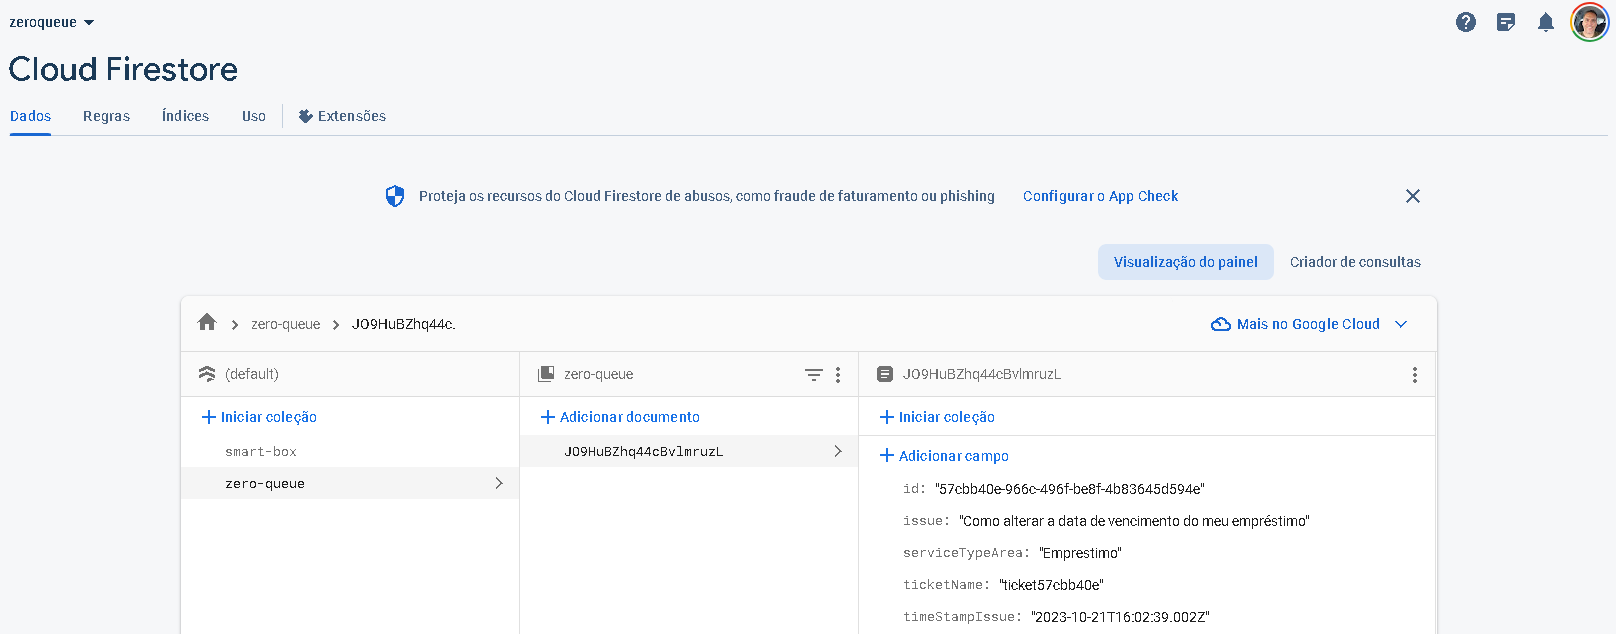 zeroqueue
Cloud Firestore
Dados Regras Índices Uso Extensões
Proteja os recursos do Cloud Firestore de abusos, como fraude de faturamento ou phishing Configurar o App Check
Visualização do painel Criador de consultas
zero-queue JO9HuBZhq44c.
Mais no Google Cloud
(default)
Iniciar coleção
smart-box
zero-queue
zero-queue
Adicionar documento
JO9HuBZhq44cBvlmruzL
JO9HuBZhq44cBvlmruzL
Iniciar coleção
Adicionar campo
id: "57cbb40e-966c-496f-be8f-4b83645d594e"
issue: "Como alterar a data de vencimento do meu empréstimo"
serviceTypeArea: "Emprestimo"
ticketName: "ticket57cbb40e"
timeStampIssue: "2023-10-21T16:02:39.002Z"